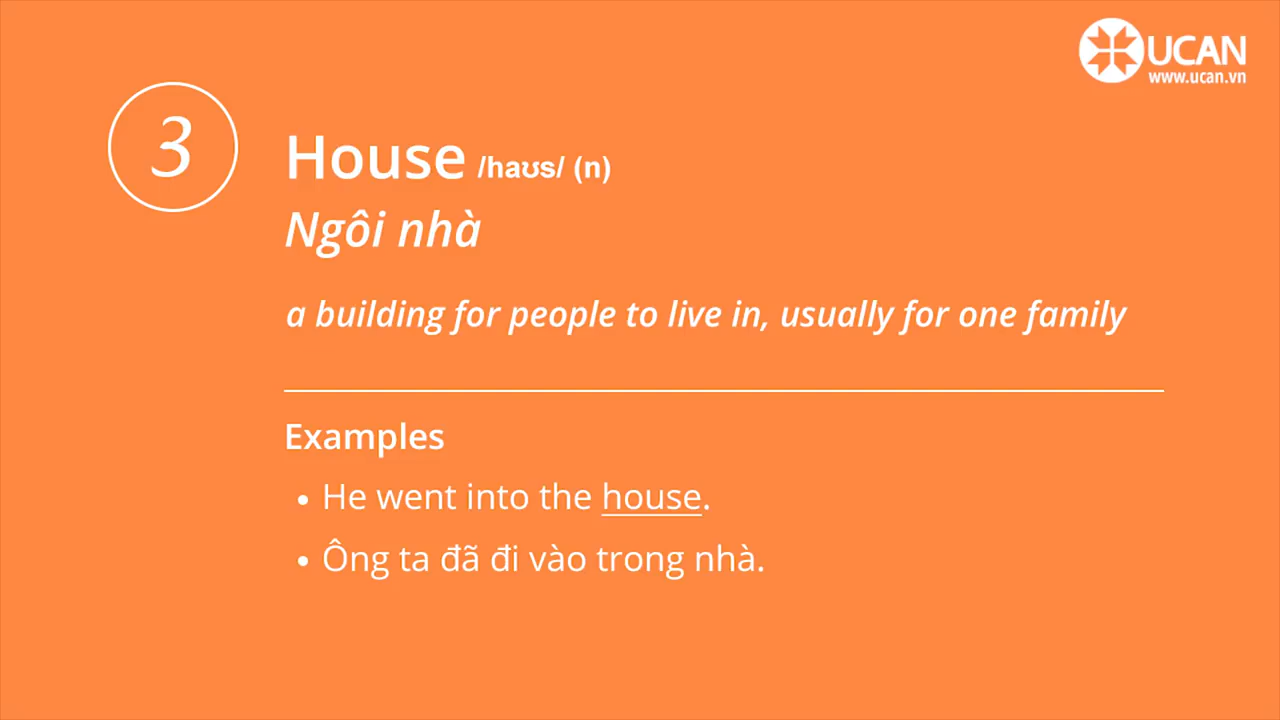 UCAN
www.ucan.vn
3
House /haʊs/ (n)
Ngôi nhà
a building for people to live in, usually for one family
Examples
• He went into the house.
• Ông ta đã đi vào trong nhà.